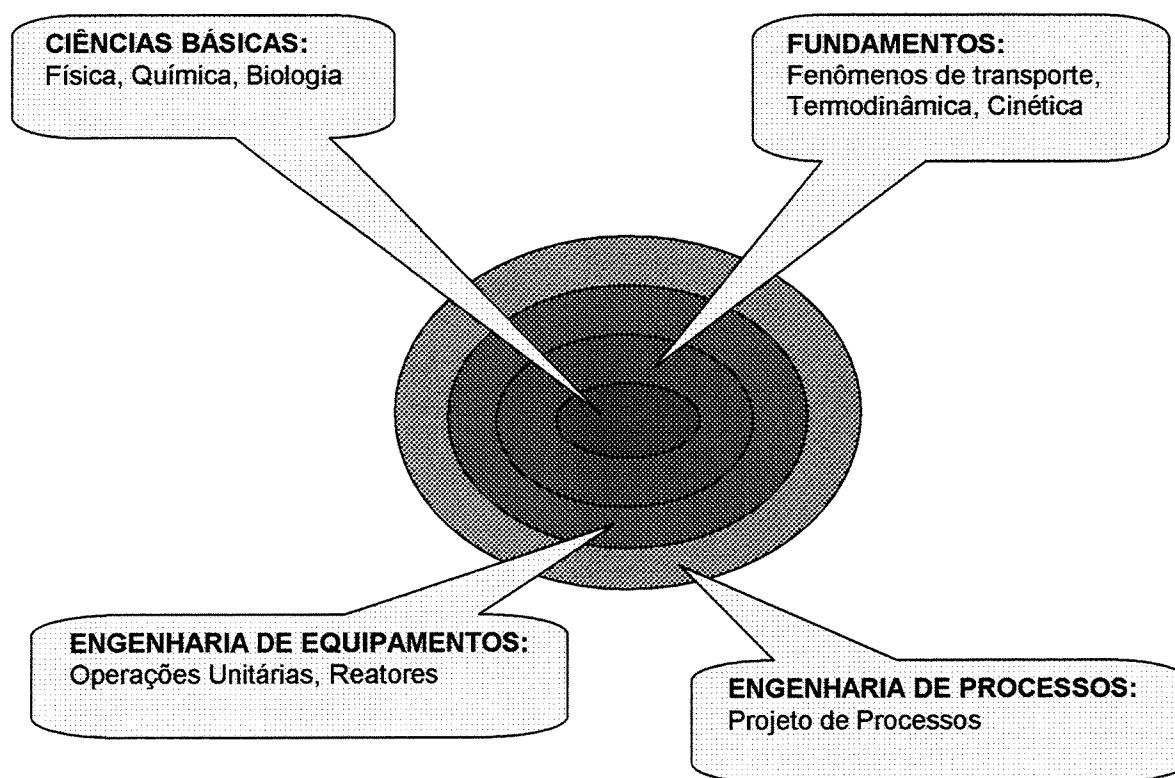 CIÊNCIAS BÁSICAS:
Física, Química, Biologia
FUNDAMENTOS:
Fenômenos de transporte,
Termodinâmica, Cinética
ENGENHARIA DE EQUIPAMENTOS:
Operações Unitárias, Reatores
ENGENHARIA DE PROCESSOS:
Projeto de Processos